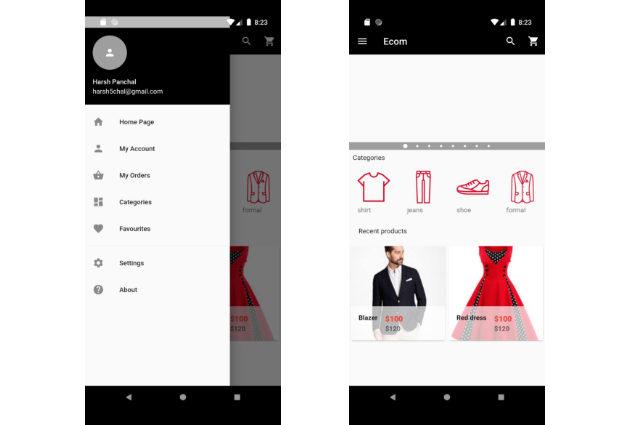 8:23
Harsh Panchal
harsh5chal@gmail.com
Home Page
My Account
My Orders
Categories
Favourites
Settings
About
formal
$100
$120
8:23
Ecom
Categories
shirt jeans shoe formal
Recent products
Blazer $100
$120
Red dress $100
$120